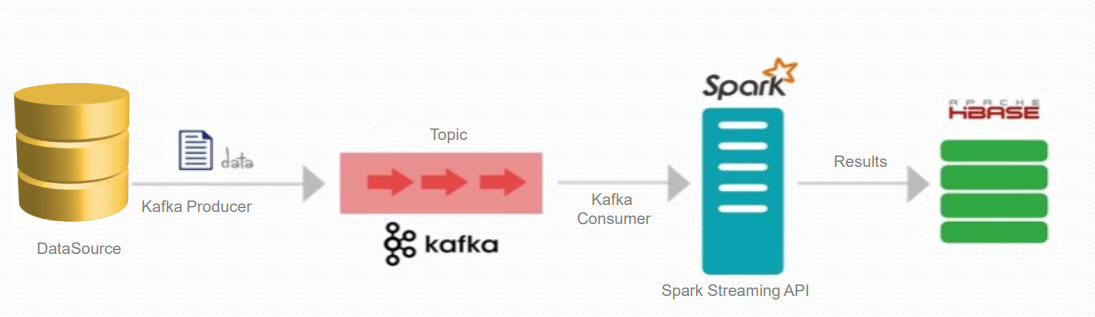 Spark
APACHE
HBASE
Topic
data
Results
Kafka Producer
Kafka
Consumer
DataSource
kafka
Spark Streaming API